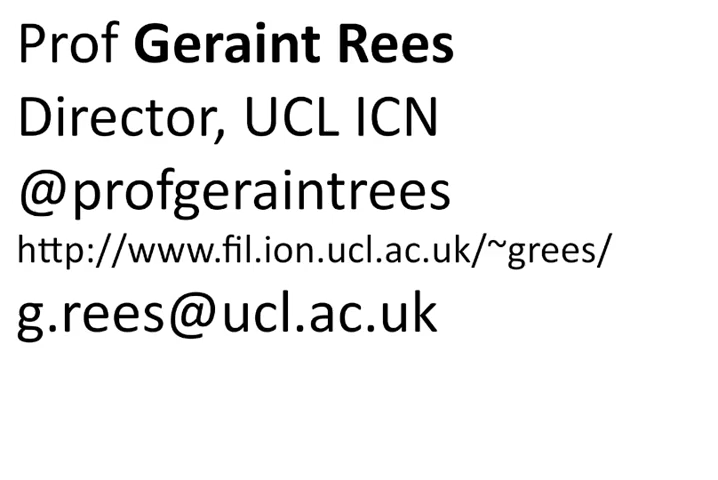 Prof Geraint Rees
Director, UCL ICN
@profgeraintrees
http://www.fil.ion.ucl.ac.uk/~grees/
g.rees@ucl.ac.uk